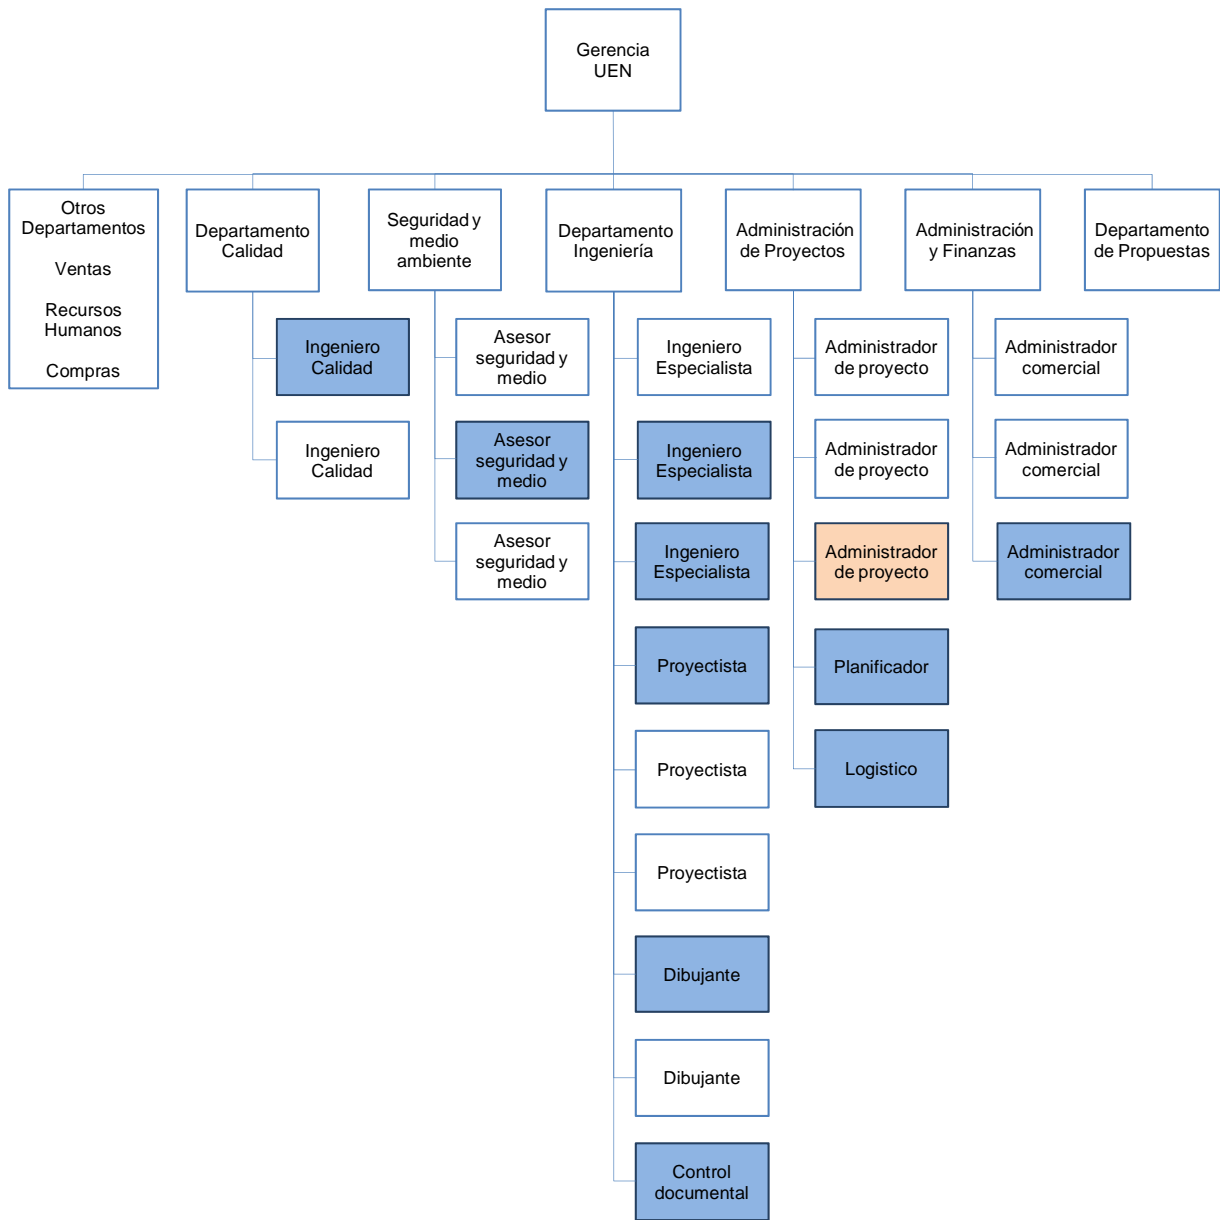 Gerencia
UEN
Otros
Departamentos
Ventas
Recursos
Humanos
Compras
Departamento
Calidad
Seguridad y
medio
ambiente
Departamento
Ingeniería
Administración
de Proyectos
Administración
y Finanzas
Departamento
de Propuestas
Ingeniero
Calidad
Ingeniero
Calidad
Asesor
seguridad y
medio
Asesor
seguridad y
medio
Asesor
seguridad y
medio
Ingeniero
Especialista
Ingeniero
Especialista
Ingeniero
Especialista
Proyectista
Proyectista
Proyectista
Dibujante
Dibujante
Control
documental
Administrador
de proyecto
Administrador
de proyecto
Administrador
de proyecto
Planificador
Logistico
Administrador
comercial
Administrador
comercial
Administrador
comercial